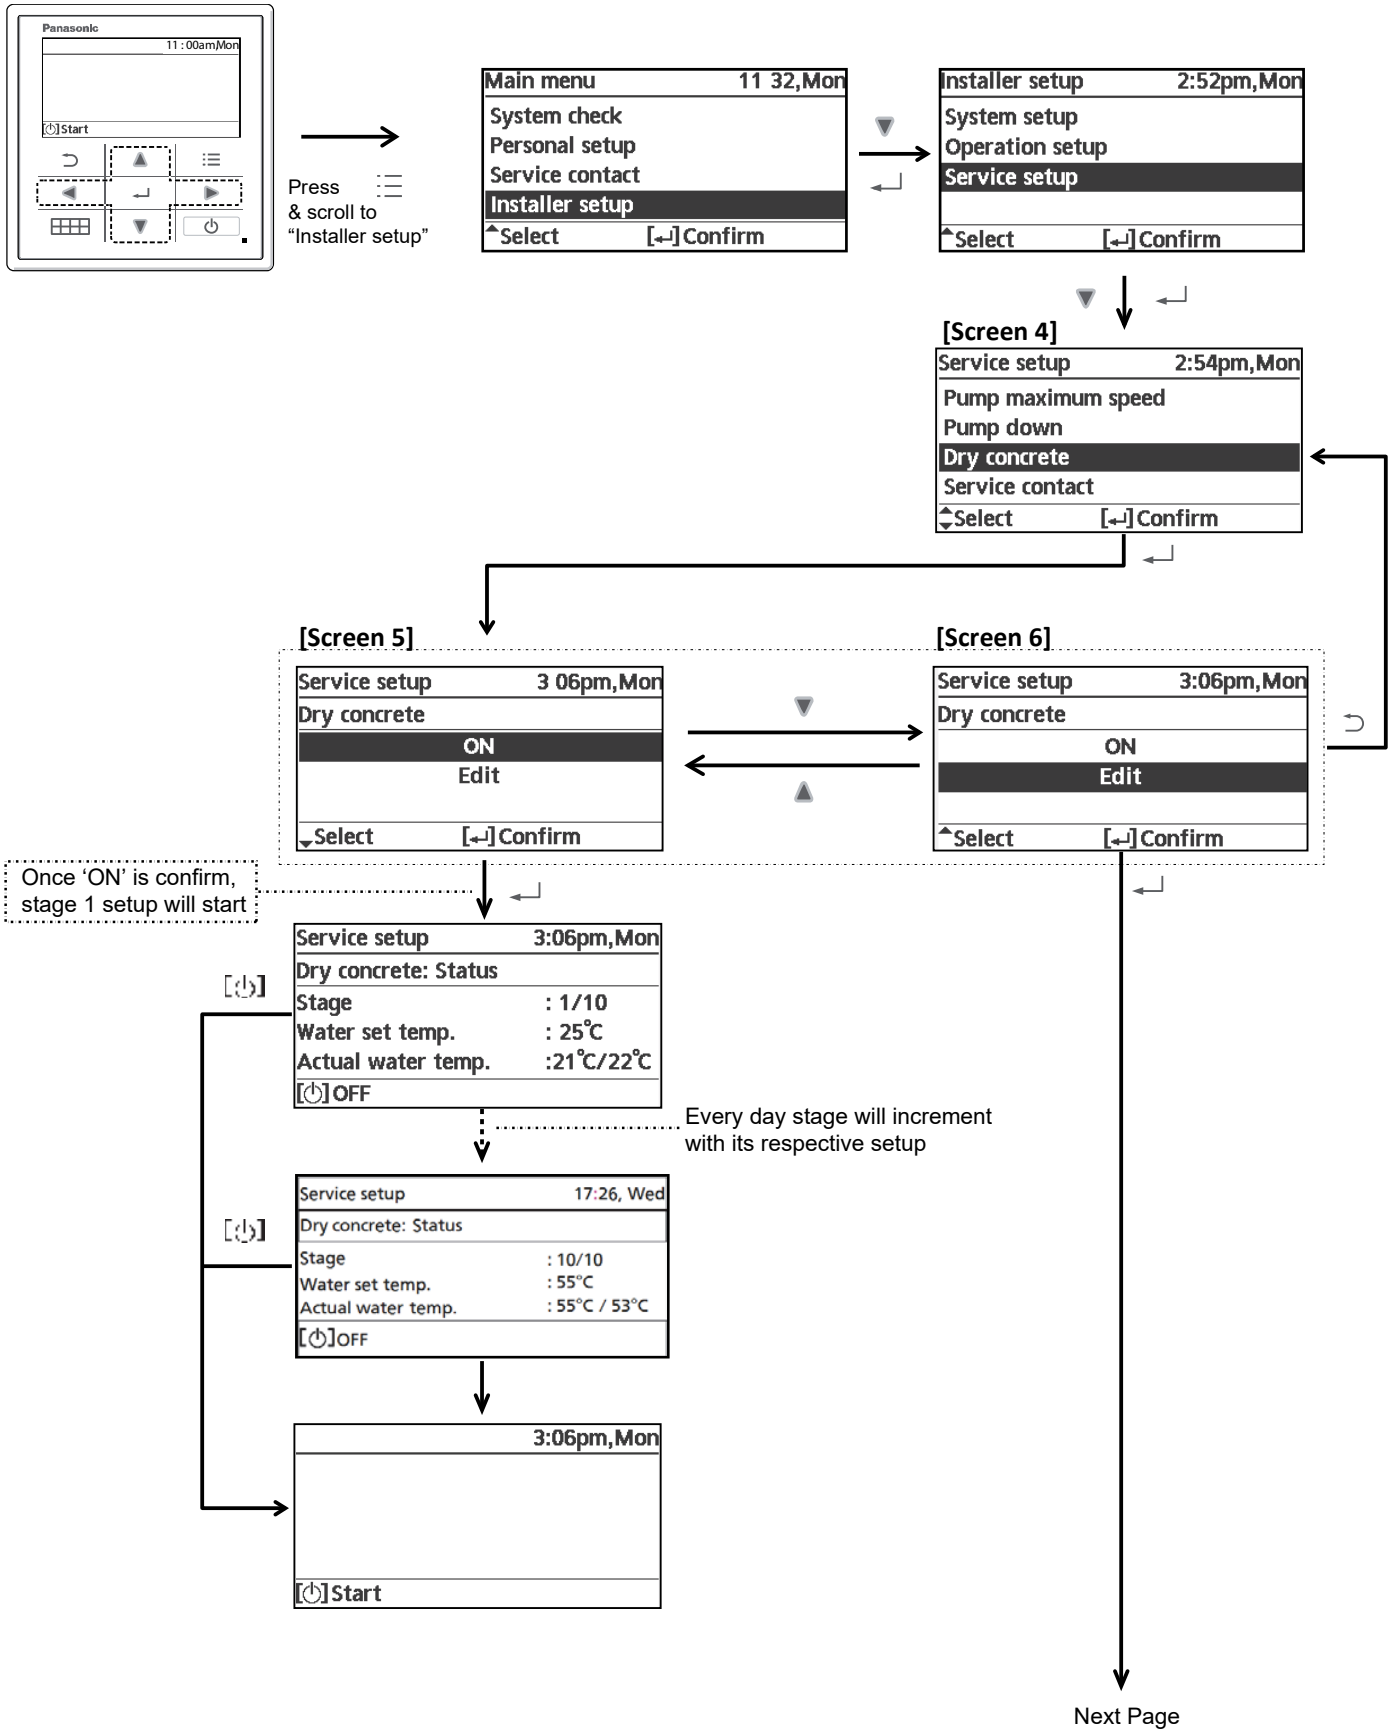 Panasonic
11 : 00am,Mon
[⏻]Start
Press
& scroll to
“Installer setup”
Main menu 11 32,Mon
System check
Personal setup
Service contact
Installer setup
Select [↵]Confirm
Installer setup 2:52pm,Mon
System setup
Operation setup
Service setup
Select [↵]Confirm
[Screen 4]
Service setup 2:54pm,Mon
Pump maximum speed
Pump down
Dry concrete
Service contact
Select [↵]Confirm
[Screen 5]
Service setup 3 06pm,Mon
Dry concrete
ON
Edit
Select [↵]Confirm
[Screen 6]
Service setup 3:06pm,Mon
Dry concrete
ON
Edit
Select [↵]Confirm
Once ‘ON’ is confirm,
stage 1 setup will start
Service setup 3:06pm,Mon
Dry concrete: Status
Stage : 1/10
Water set temp. : 25°C
Actual water temp. :21°C/22°C
[⏻]OFF
[⏻]
Every day stage will increment
with its respective setup
Service setup 17:26, Wed
Dry concrete: Status
Stage : 10/10
Water set temp. : 55°C
Actual water temp. : 55°C / 53°C
[⏻]OFF
[⏻]
3:06pm,Mon
[⏻]Start
Next Page